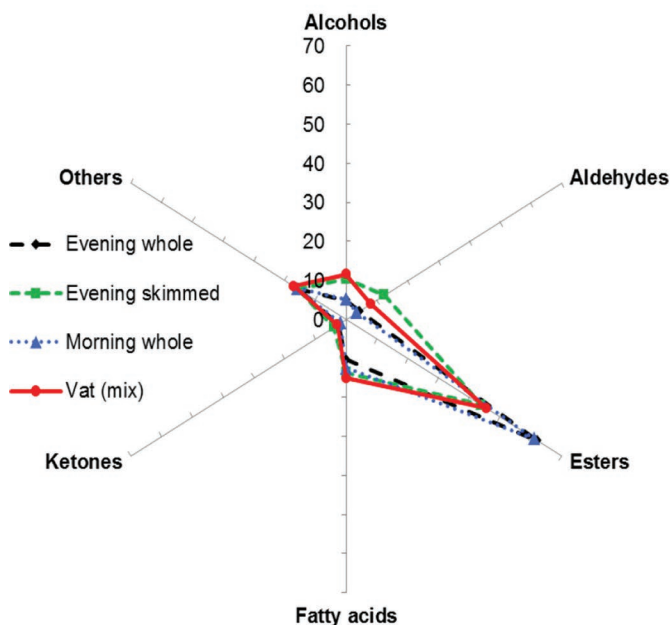 Alcohols
70
60
50
40
30
20
10
0
Others
Aldehydes
Evening whole
Evening skimmed
Morning whole
Vat (mix)
Ketones
Esters
Fatty acids